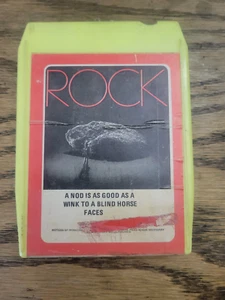 ROCK
A NOD IS AS GOOD AS A
WINK TO A BLIND HORSE
FACES